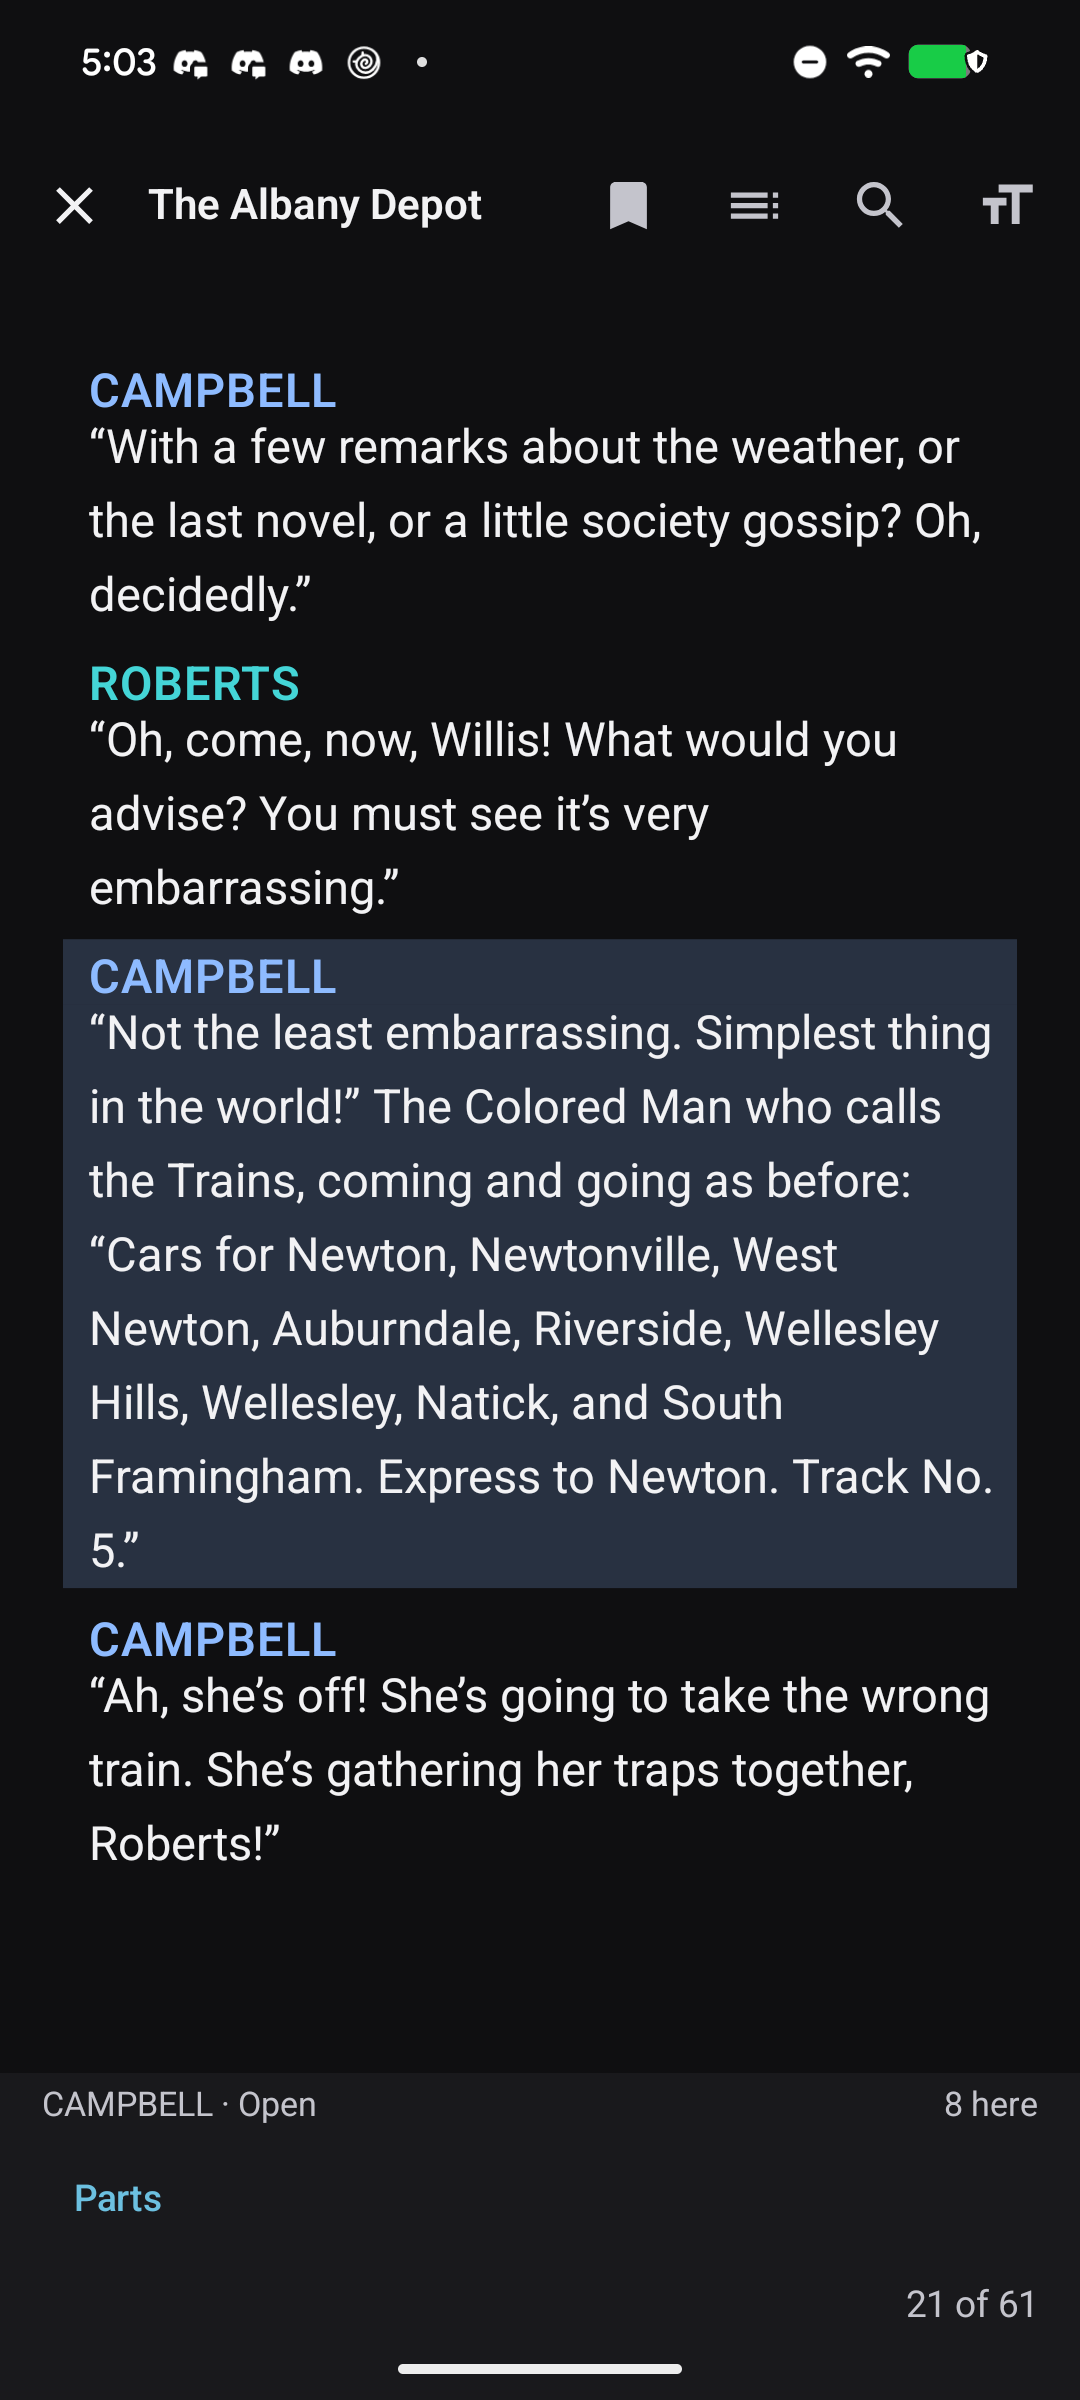 5:03
The Albany Depot
CAMPBELL
“With a few remarks about the weather, or
the last novel, or a little society gossip? Oh,
decidedly.”
ROBERTS
“Oh, come, now, Willis! What would you
advise? You must see it’s very
embarrassing.”
CAMPBELL
“Not the least embarrassing. Simplest thing
in the world!” The Colored Man who calls
the Trains, coming and going as before:
“Cars for Newton, Newtonville, West
Newton, Auburndale, Riverside, Wellesley
Hills, Wellesley, Natick, and South
Framingham. Express to Newton. Track No.
5.”
CAMPBELL
“Ah, she’s off! She’s going to take the wrong
train. She’s gathering her traps together,
Roberts!”
CAMPBELL · Open
8 here
Parts
21 of 61